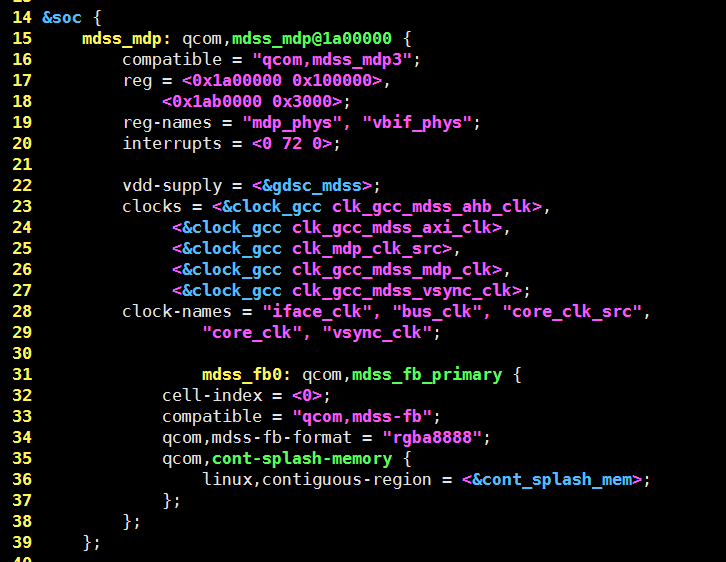 14 &soc {
15     mdss_mdp: qcom,mdss_mdp@1a00000 {
16         compatible = "qcom,mdss_mdp3";
17         reg = <0x1a00000 0x100000>,
18             <0x1ab0000 0x3000>;
19         reg-names = "mdp_phys", "vbif_phys";
20         interrupts = <0 72 0>;
21
22         vdd-supply = <&gdsc_mdss>;
23         clocks = <&clock_gcc clk_gcc_mdss_ahb_clk>,
24              <&clock_gcc clk_gcc_mdss_axi_clk>,
25              <&clock_gcc clk_mdp_clk_src>,
26              <&clock_gcc clk_gcc_mdss_mdp_clk>,
27              <&clock_gcc clk_gcc_mdss_vsync_clk>;
28         clock-names = "iface_clk", "bus_clk", "core_clk_src",
29                 "core_clk", "vsync_clk";
30
31                 mdss_fb0: qcom,mdss_fb_primary {
32             cell-index = <0>;
33             compatible = "qcom,mdss-fb";
34             qcom,mdss-fb-format = "rgba8888";
35             qcom,cont-splash-memory {
36                 linux,contiguous-region = <&cont_splash_mem>;
37             };
38         };
39     };